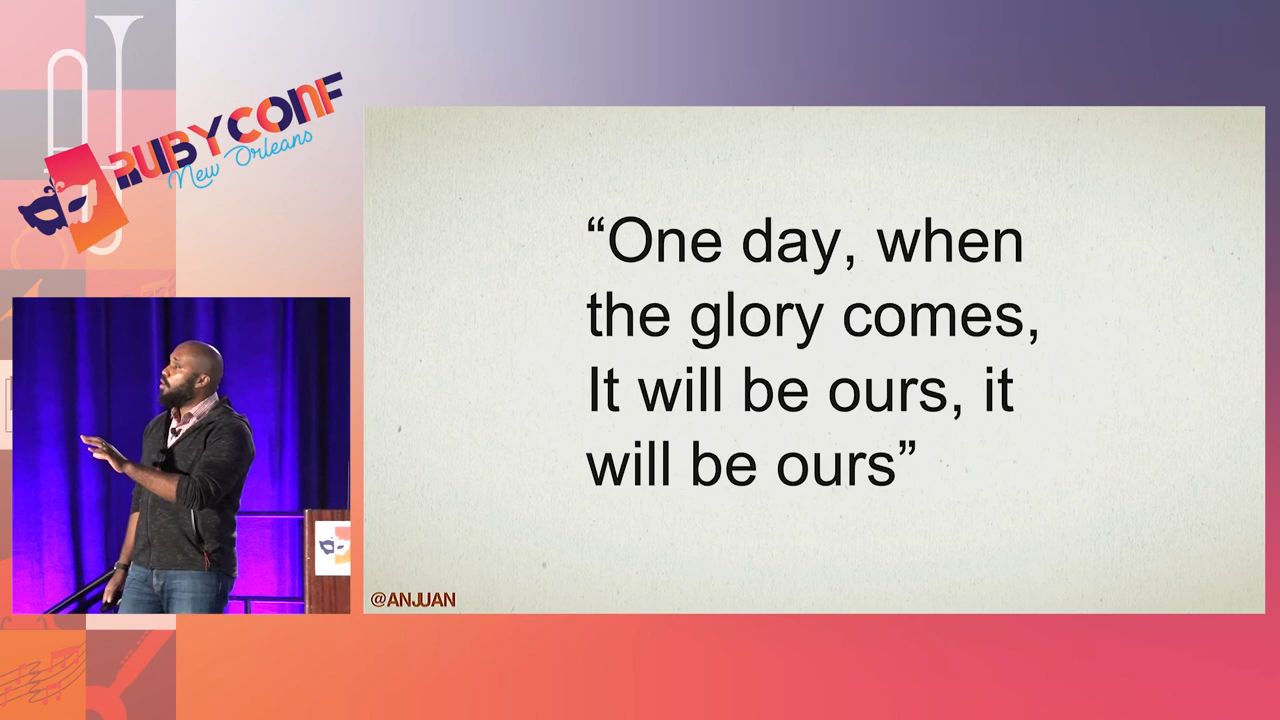 RUBYCONF
New Orleans
“One day, when
the glory comes,
It will be ours, it
will be ours”
@ANJUAN